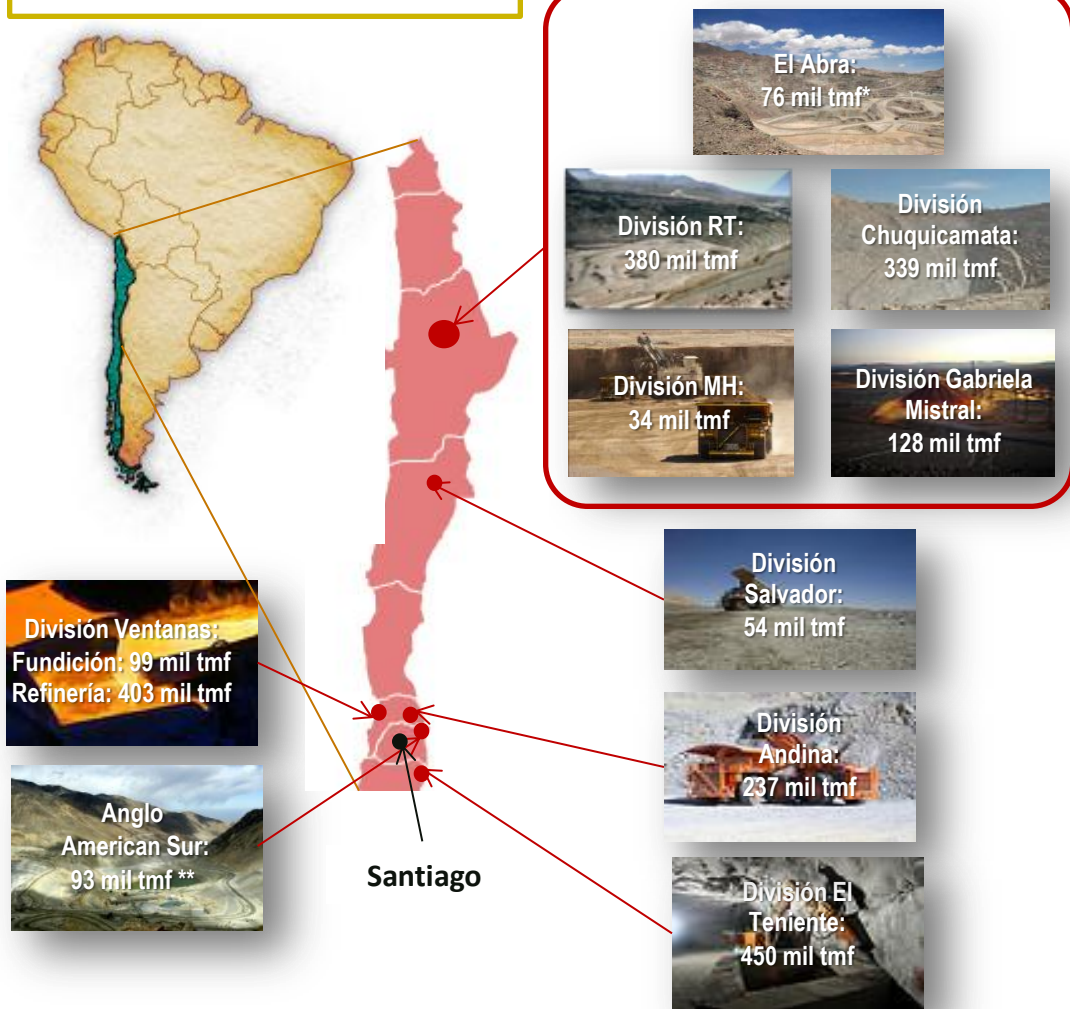 El Abra:
76 mil tmf*
División RT:
380 mil tmf
División
Chuquicamata:
339 mil tmf
División MH:
34 mil tmf
División Gabriela
Mistral:
128 mil tmf
División
Salvador:
54 mil tmf
División Ventanas:
Fundición: 99 mil tmf
Refinería: 403 mil tmf
División
Andina:
237 mil tmf
Anglo
American Sur:
93 mil tmf **
Santiago
División El
Teniente:
450 mil tmf